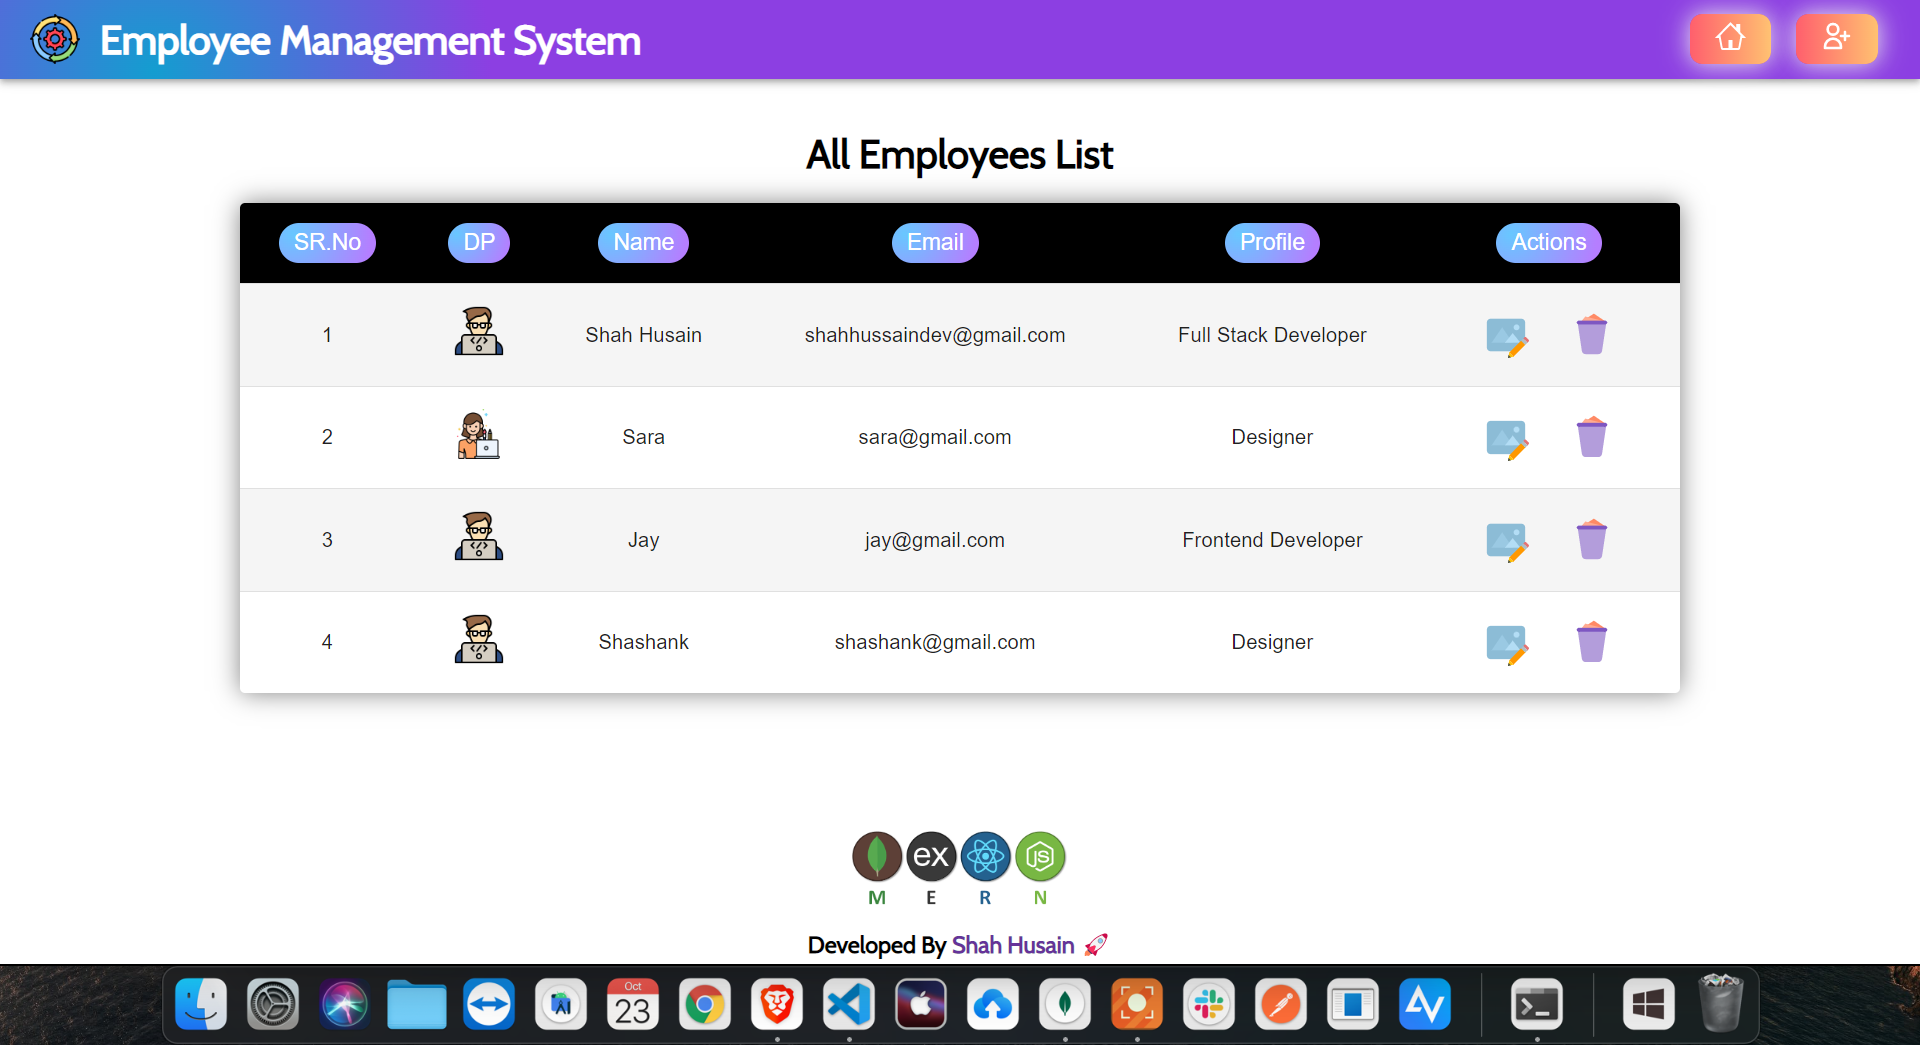 Employee Management System
All Employees List
SR.No DP Name Email Profile Actions
1 Shah Husain shahhussaindev@gmail.com Full Stack Developer
2 Sara sara@gmail.com Designer
3 Jay jay@gmail.com Frontend Developer
4 Shashank shashank@gmail.com Designer
ex JS
M E R N
Developed By Shah Husain
Oct
23